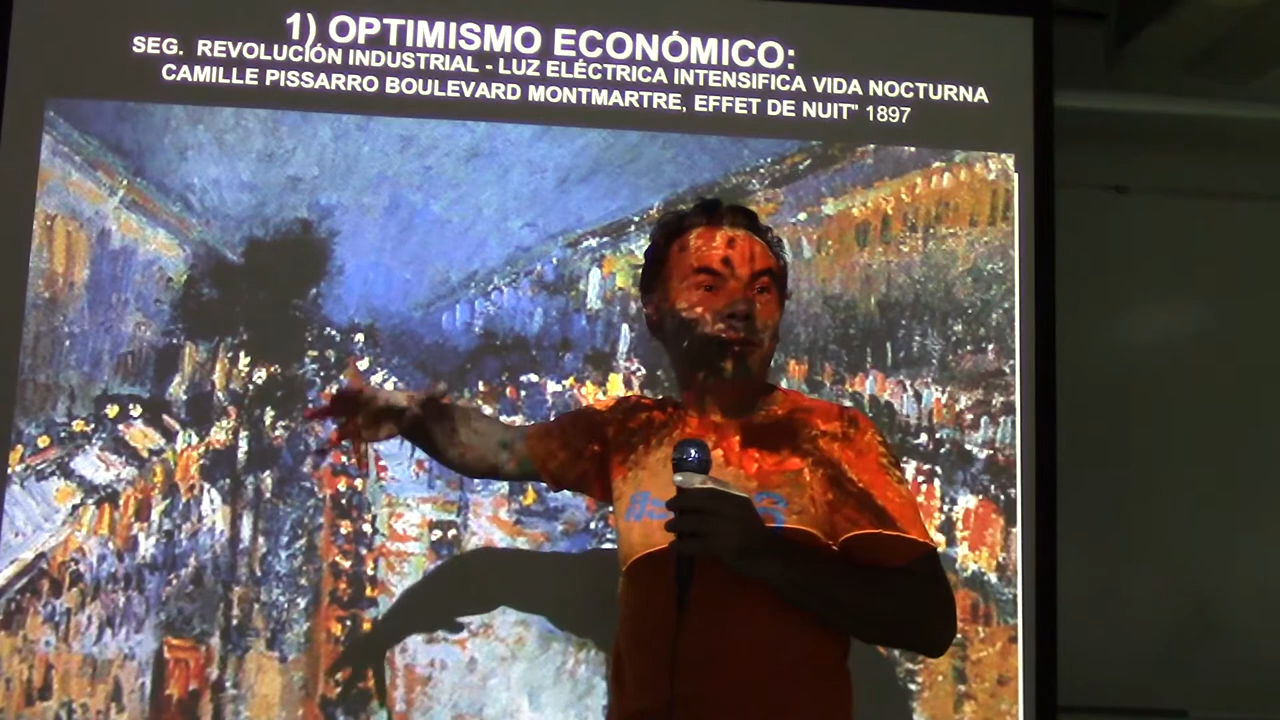 1) OPTIMISMO ECONÓMICO:
SEG. REVOLUCIÓN INDUSTRIAL - LUZ ELÉCTRICA INTENSIFICA VIDA NOCTURNA
CAMILLE PISSARRO BOULEVARD MONTMARTRE, EFFET DE NUIT" 1897